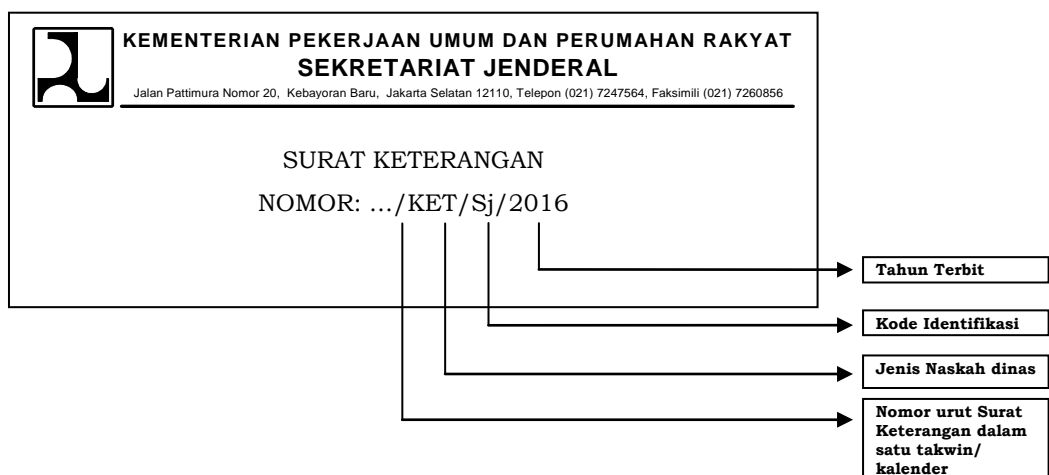 KEMENTERIAN PEKERJAAN UMUM DAN PERUMAHAN RAKYAT
SEKRETARIAT JENDERAL
Jalan Pattimura Nomor 20, Kebayoran Baru, Jakarta Selatan 12110, Telepon (021) 7247564, Faksimili (021) 7260856
SURAT KETERANGAN
NOMOR: .../KET/Sj/2016
Tahun Terbit
Kode Identifikasi
Jenis Naskah dinas
Nomor urut Surat
Keterangan dalam
satu takwin/
kalender